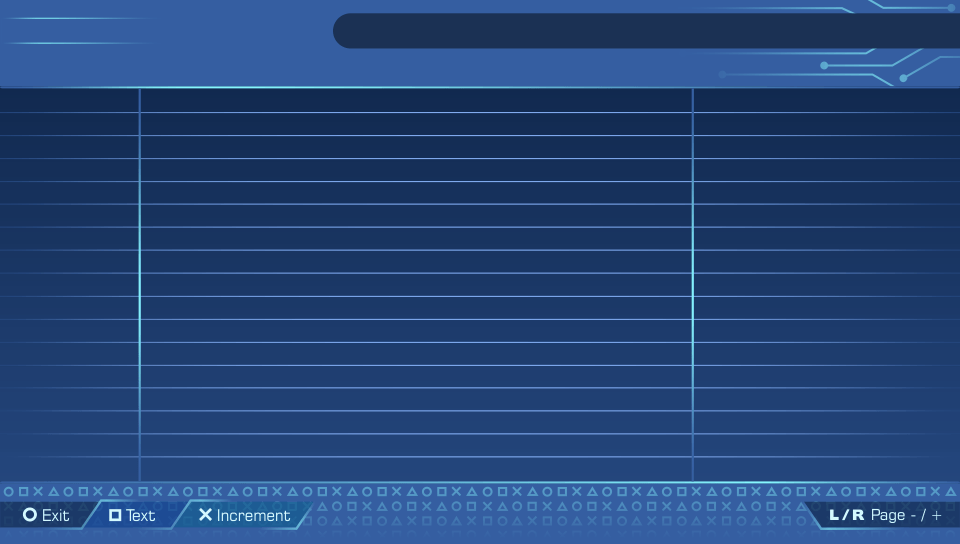 Exit
Text
Increment
L/R Page - / +